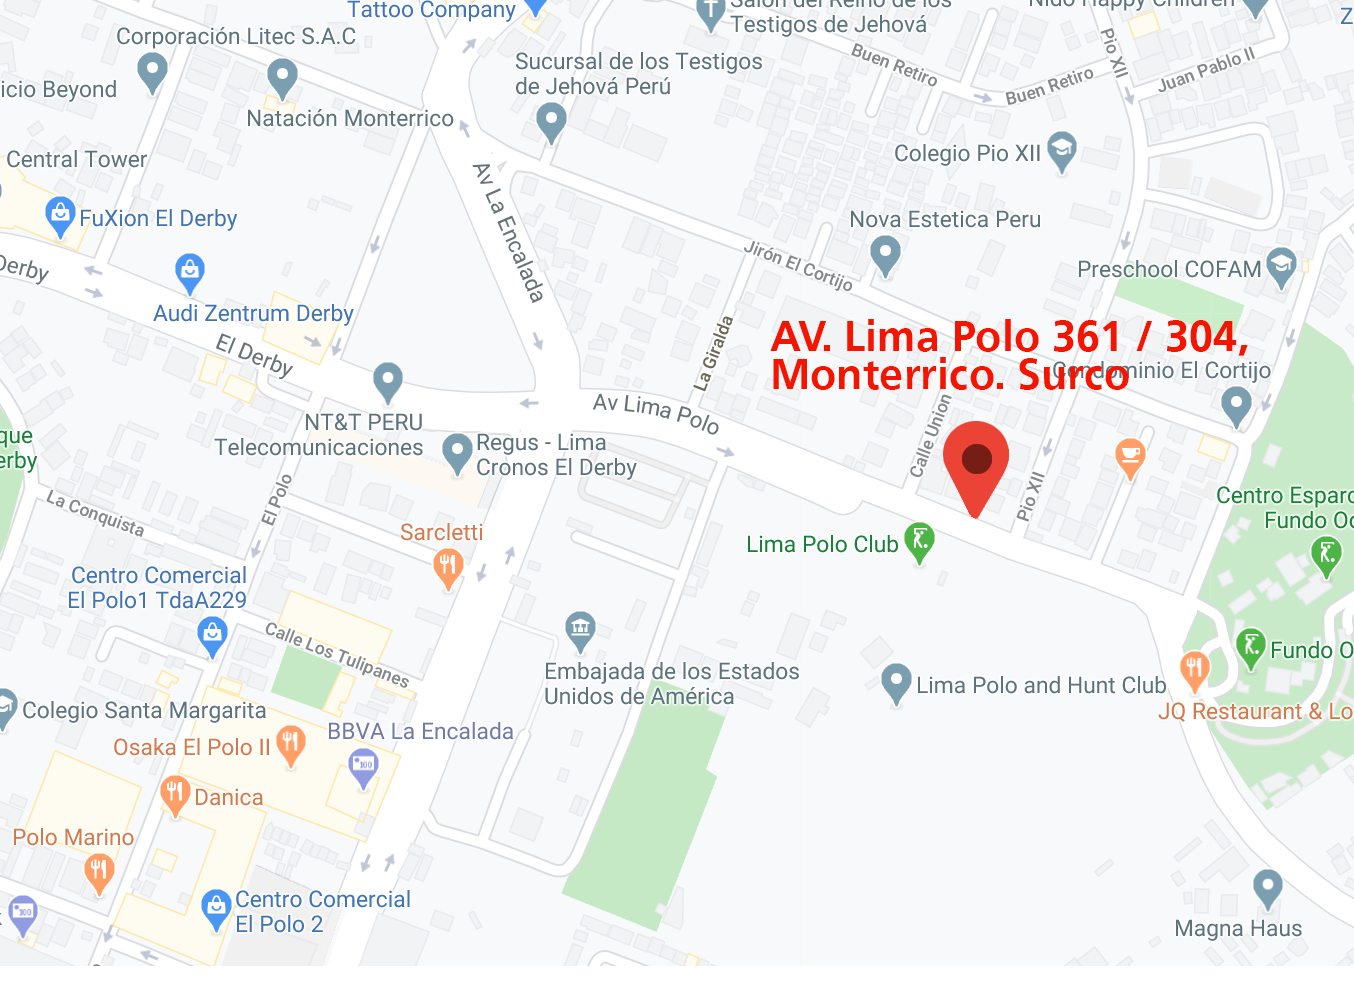 Tattoo Company
Salón del Reino de los
Testigos de Jehová
Nido Happy Children
Z
Corporación Litec S.A.C
Sucursal de los Testigos
de Jehová Perú
Buen Retiro
Buen Retiro
Pio XII
Juan Pablo II
icio Beyond
Natación Monterrico
Central Tower
Av La Encalada
Colegio Pio XII
FuXion El Derby
Nova Estetica Peru
Jirón El Cortijo
Preschool COFAM
Derby
Audi Zentrum Derby
El Derby
La Giralda
AV. Lima Polo 361 / 304,
Monterrico. Surco
Condominio El Cortijo
Av Lima Polo
NT&T PERU
Telecomunicaciones
Regus - Lima
Cronos El Derby
Calle Union
Pio XII
que
erby
La Conquista
El Polo
Centro Esparc
Fundo Oc
Sarcletti
Lima Polo Club
Centro Comercial
El Polo1 TdaA229
Calle Los Tulipanes
Embajada de los Estados
Unidos de América
Fundo O
Lima Polo and Hunt Club
Colegio Santa Margarita
JQ Restaurant & Lo
BBVA La Encalada
Osaka El Polo II
Danica
Polo Marino
Centro Comercial
El Polo 2
Magna Haus